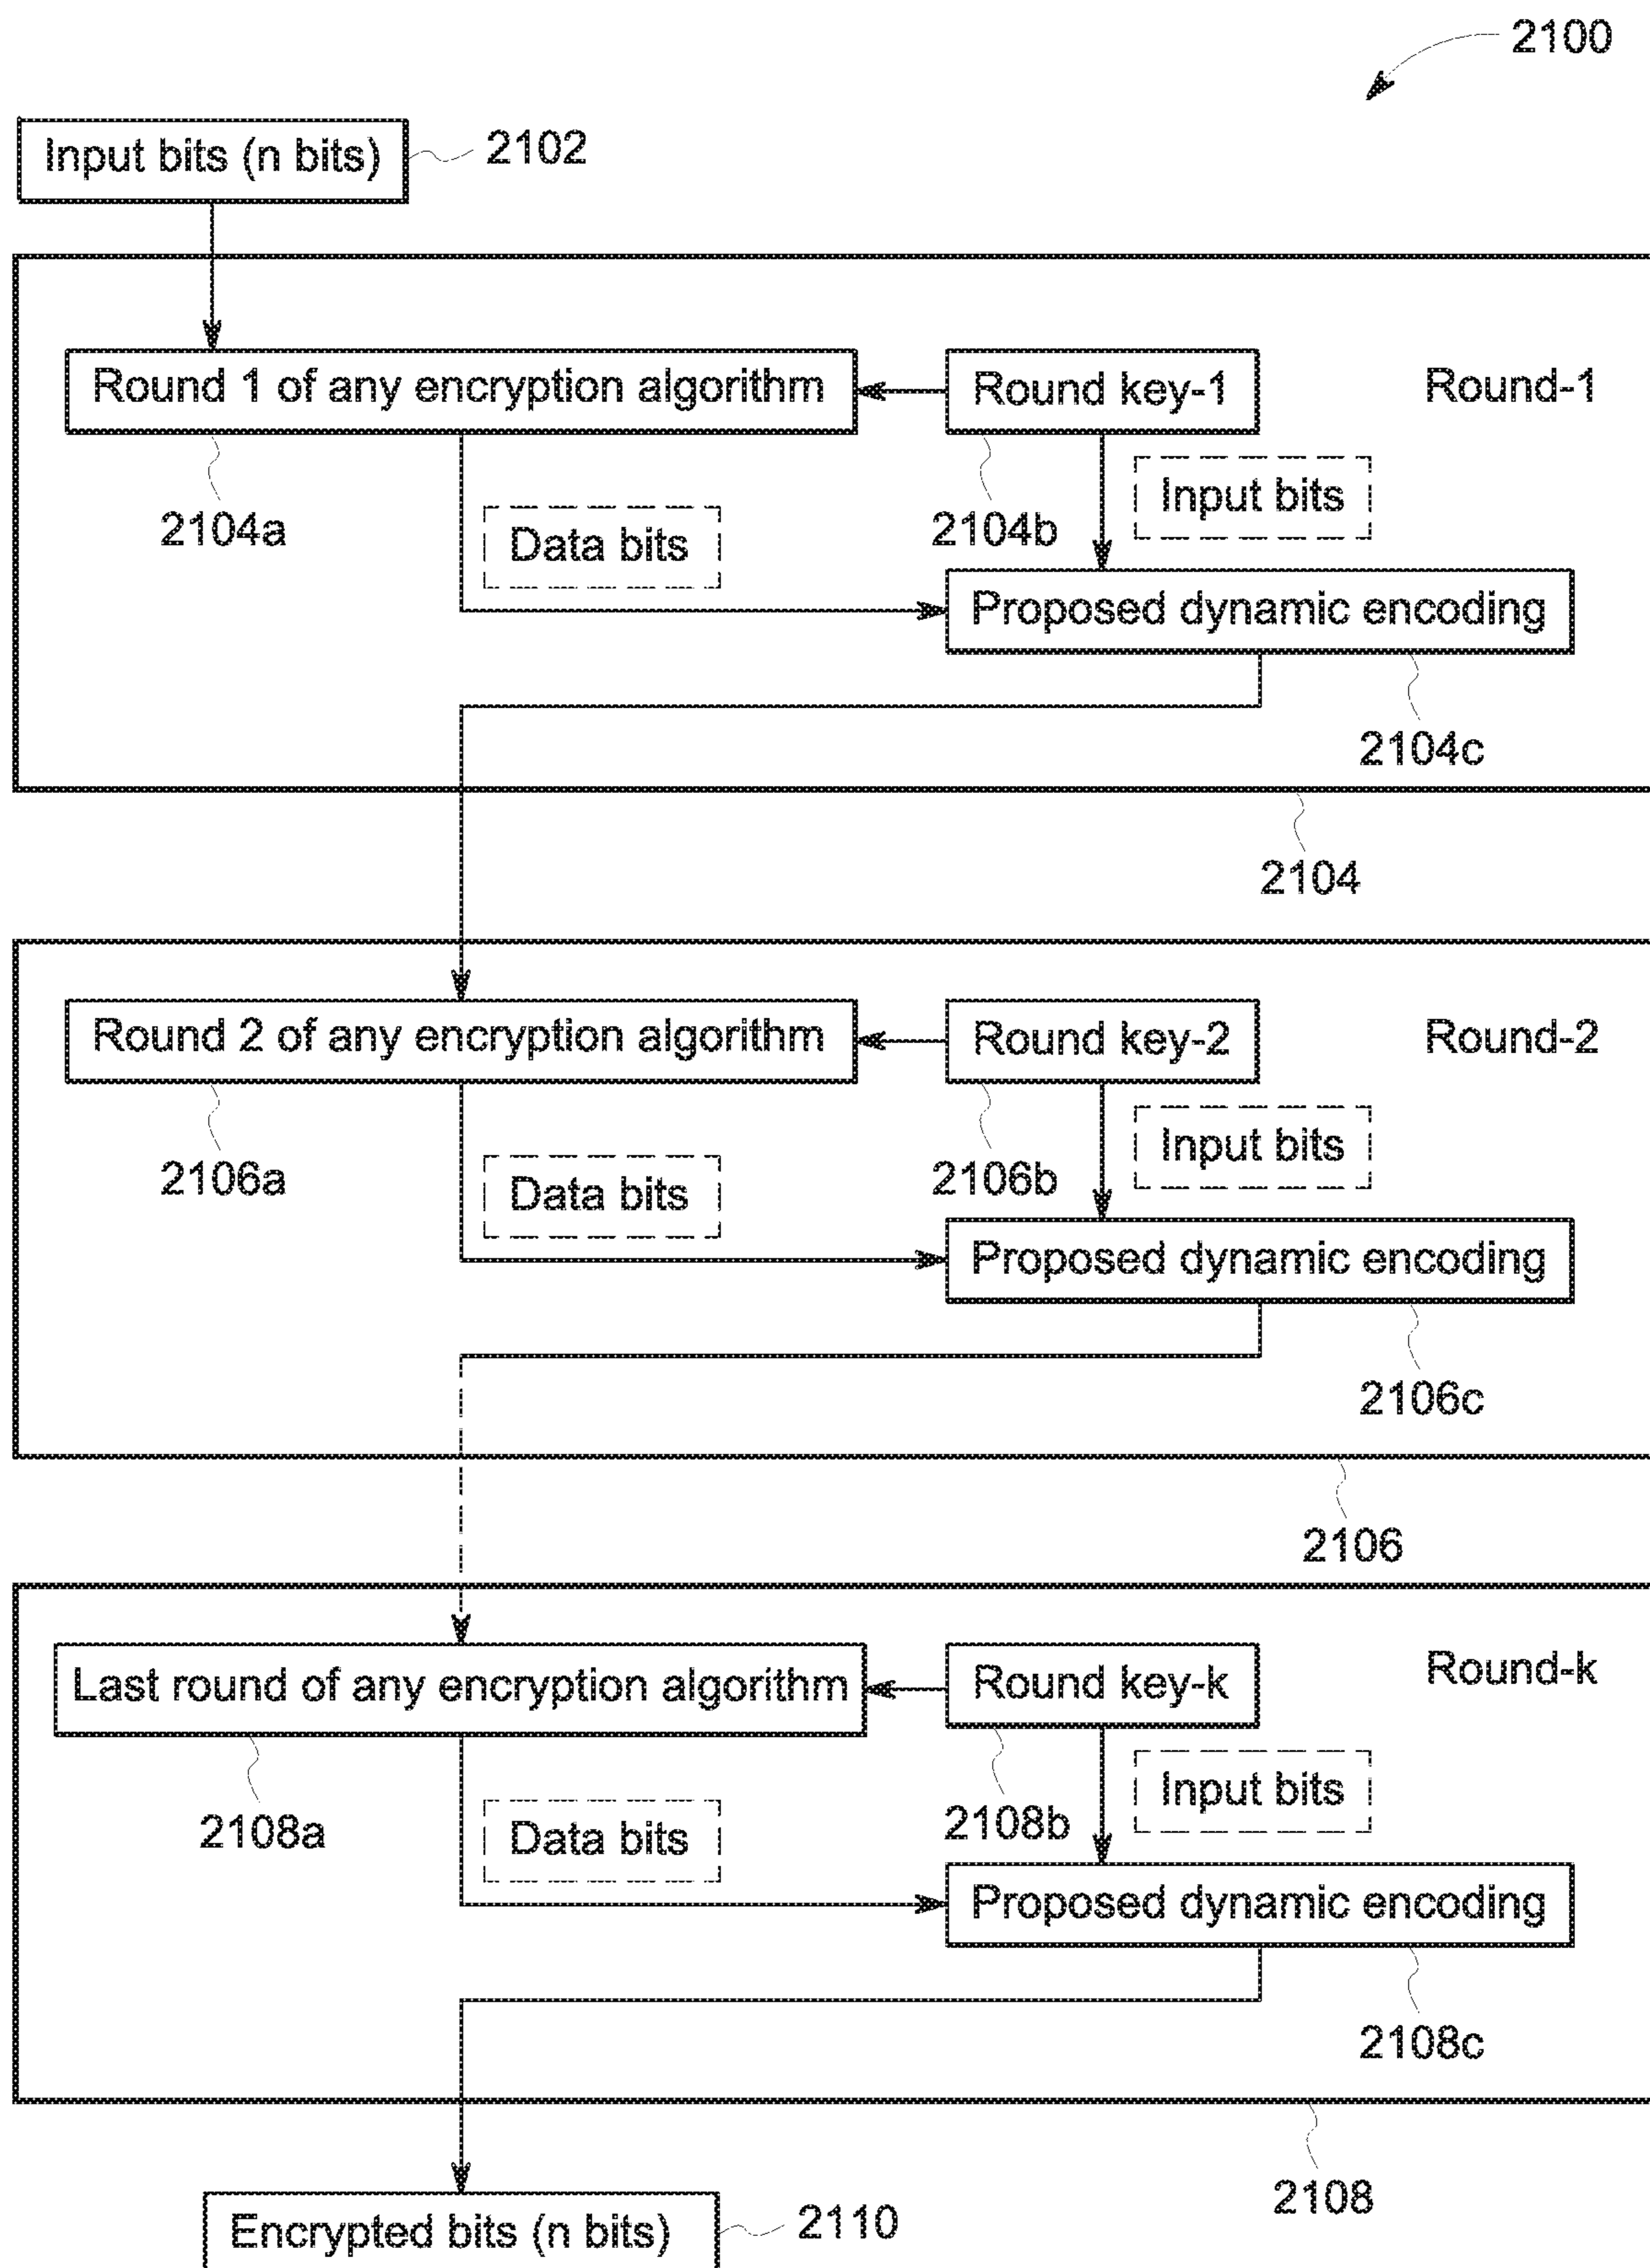 2100
Input bits (n bits)
2102
Round 1 of any encryption algorithm
Round key-1
Round-1
2104a
Data bits
2104b
Input bits
Proposed dynamic encoding
2104c
2104
Round 2 of any encryption algorithm
Round key-2
Round-2
2106a
Data bits
2106b
Input bits
Proposed dynamic encoding
2106c
2106
Last round of any encryption algorithm
Round key-k
Round-k
2108a
Data bits
2108b
Input bits
Proposed dynamic encoding
2108c
2108
Encrypted bits (n bits)
2110